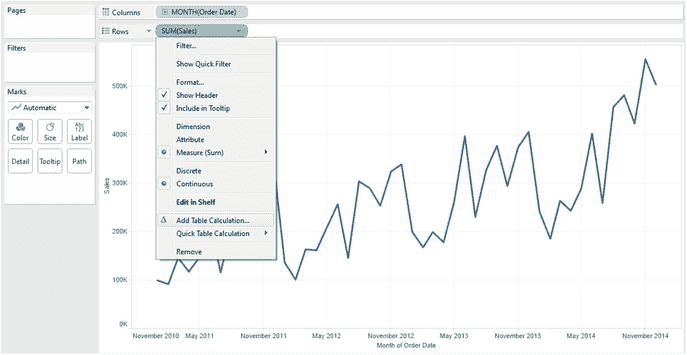 Pages
Columns
MONTH(Order Date)
Rows
SUM(Sales)
Filters
Marks
Automatic
Color
Size
Abc
123
Label
Detail
Tooltip
Path
Filter...
Show Quick Filter
Format...
Show Header
Include in Tooltip
Dimension
Attribute
Measure (Sum)
Discrete
Continuous
Edit in Shelf
Add Table Calculation...
Quick Table Calculation
Remove
500K
400K
300K
200K
100K
0K
Sales
November 2010
May 2011
November 2011
May 2012
November 2012
May 2013
November 2013
May 2014
November 2014
Month of Order Date